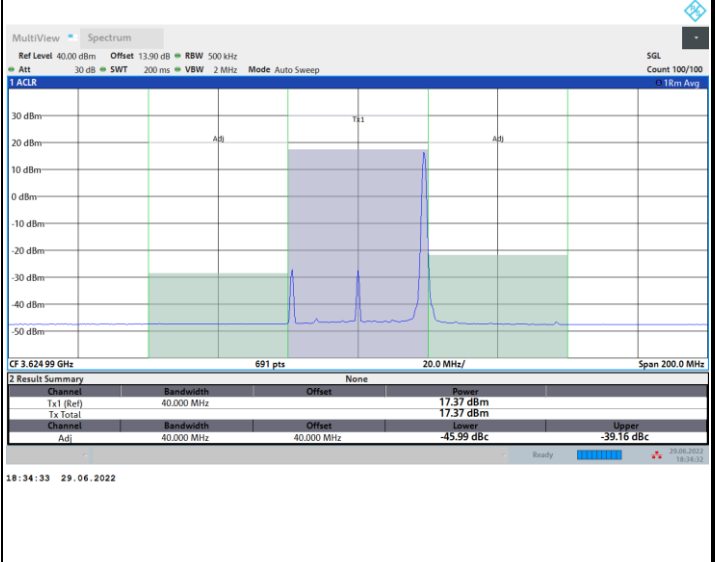 MultiView Spectrum
Ref Level 40.00 dBm Offset 13.90 dB RBW 500 kHz SGL
Att 30 dB SWT 200 ms VBW 2 MHz Mode Auto Sweep Count 100/100
1 ACLR 1Rm Avg
30 dBm
Tx1
20 dBm Adj Adj
10 dBm
0 dBm
-10 dBm
-20 dBm
-30 dBm
-40 dBm
-50 dBm
CF 3.624 99 GHz 691 pts 20.0 MHz/ Span 200.0 MHz
2 Result Summary None
Channel Bandwidth Offset Power
Tx1 (Ref) 40.000 MHz 17.37 dBm
Tx Total 17.37 dBm
Channel Bandwidth Offset Lower Upper
Adj 40.000 MHz 40.000 MHz -45.99 dBc -39.16 dBc
Ready 29.06.2022
18:34:32
18:34:33 29.06.2022